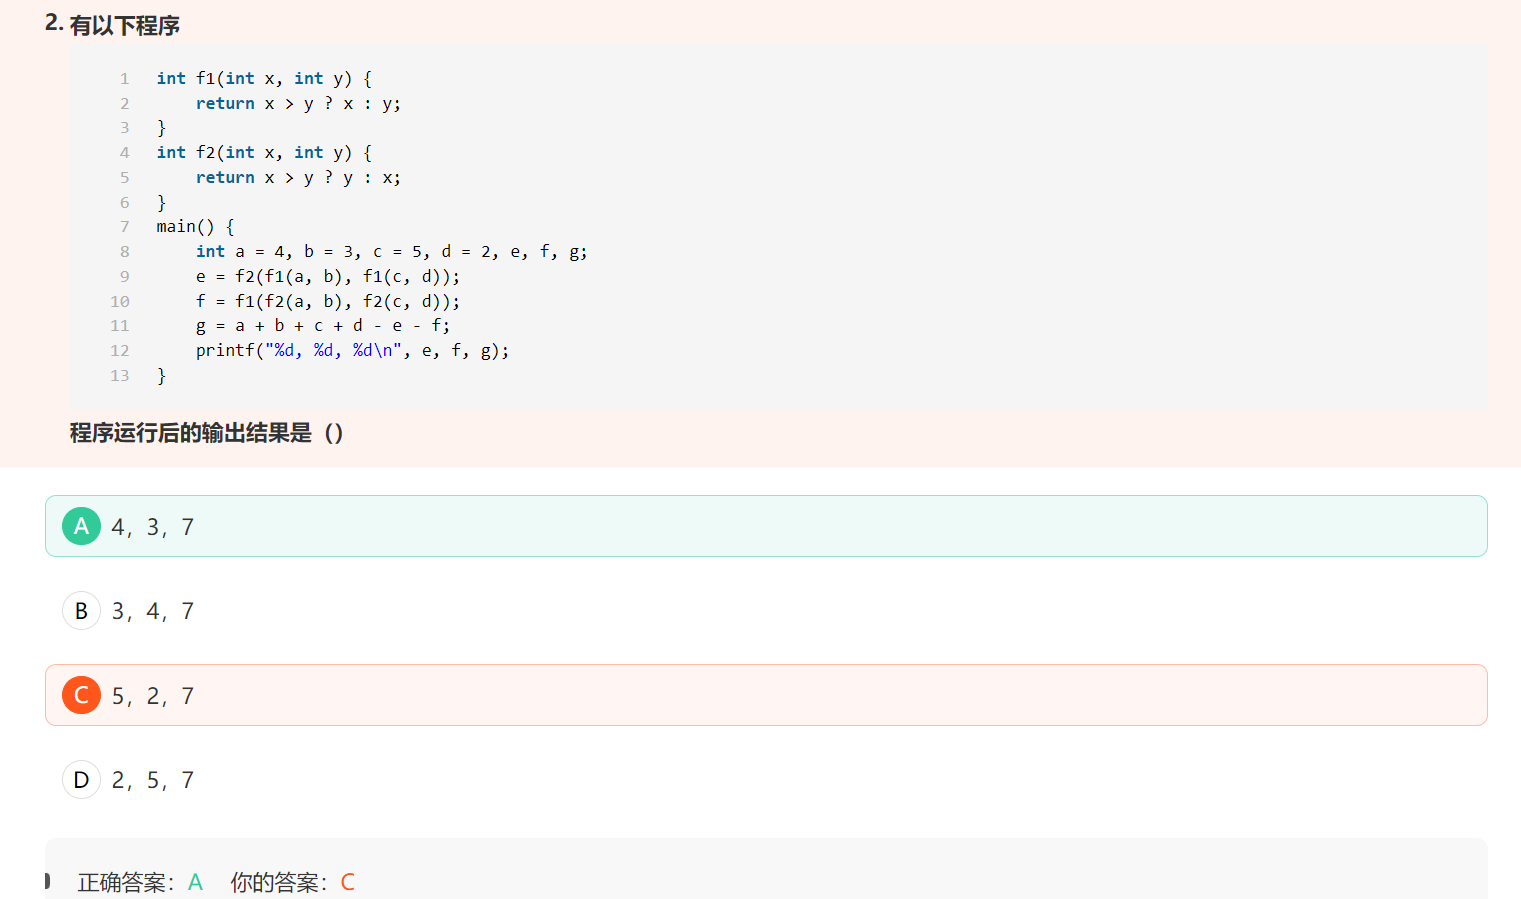 2. 有以下程序
1 int f1(int x, int y) {
2     return x > y ? x : y;
3 }
4 int f2(int x, int y) {
5     return x > y ? y : x;
6 }
7 main() {
8     int a = 4, b = 3, c = 5, d = 2, e, f, g;
9     e = f2(f1(a, b), f1(c, d));
10     f = f1(f2(a, b), f2(c, d));
11     g = a + b + c + d - e - f;
12     printf("%d, %d, %d\n", e, f, g);
13 }
程序运行后的输出结果是（）
A 4，3，7
B 3，4，7
C 5，2，7
D 2，5，7
正确答案：A 你的答案：C